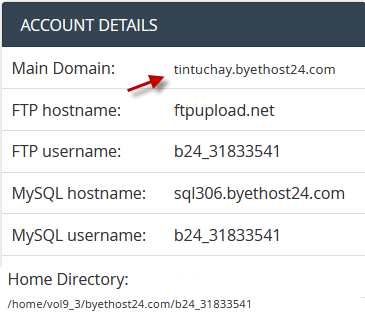 ACCOUNT DETAILS
Main Domain: tintuchay.byethost24.com
FTP hostname: ftpupload.net
FTP username: b24_31833541
MySQL hostname: sql306.byethost24.com
MySQL username: b24_31833541
Home Directory:
/home/vol9_3/byethost24.com/b24_31833541